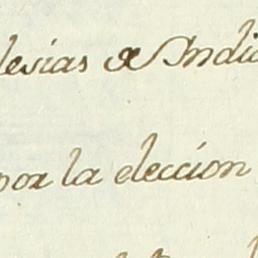 lesias de Indi
por la eleccion